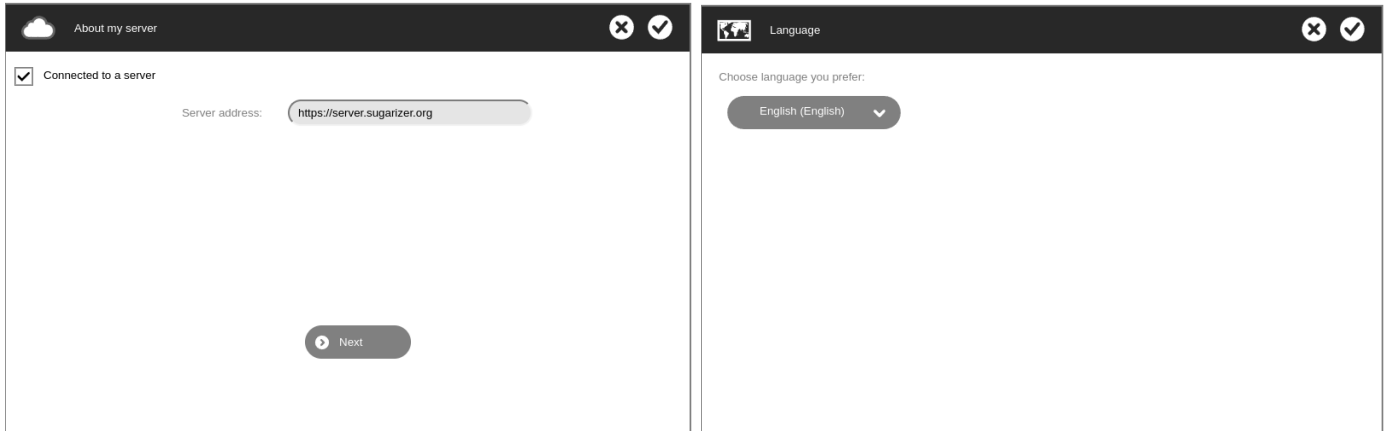 About my server
Connected to a server
Server address: https://server.sugarizer.org
Next
Language
Choose language you prefer:
English (English)